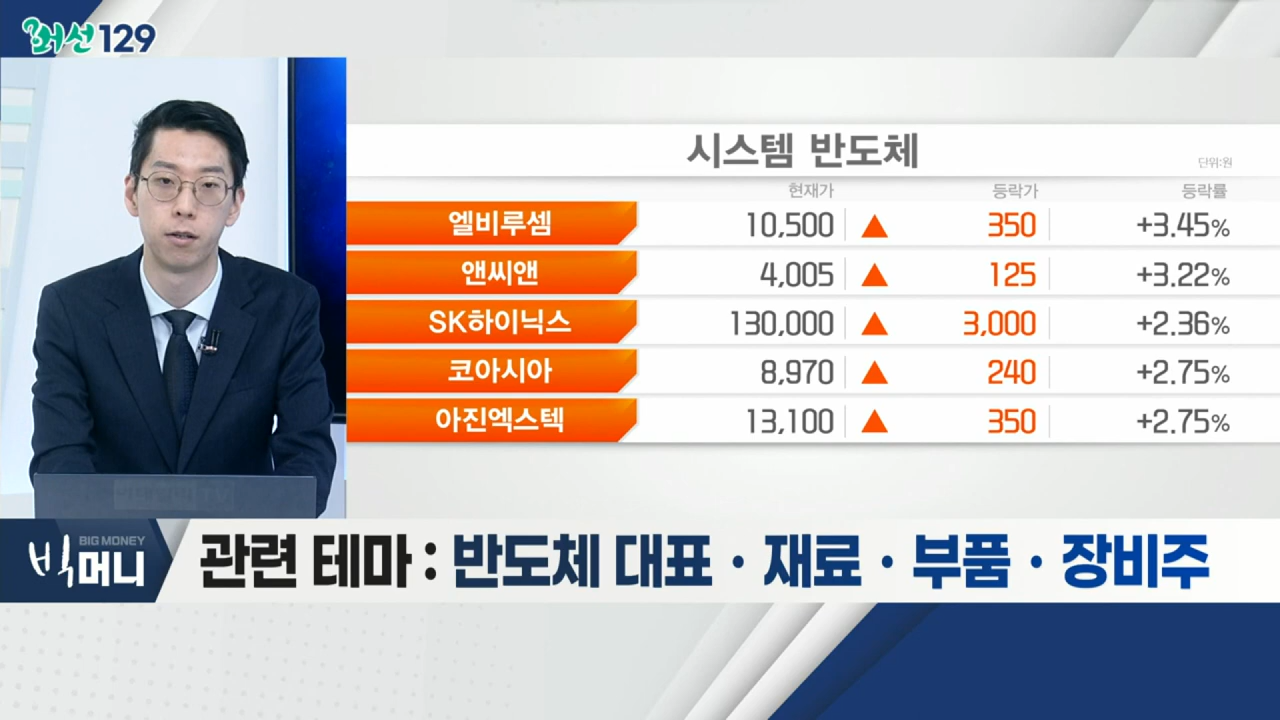 머선129
시스템 반도체
단위:원
현재가 등락가 등락률
엘비루셈 10,500 ▲ 350 +3.45%
앤씨앤 4,005 ▲ 125 +3.22%
SK하이닉스 130,000 ▲ 3,000 +2.36%
코아시아 8,970 ▲ 240 +2.75%
아진엑스텍 13,100 ▲ 350 +2.75%
BIG MONEY
빅머니
관련 테마 : 반도체 대표 · 재료 · 부품 · 장비주